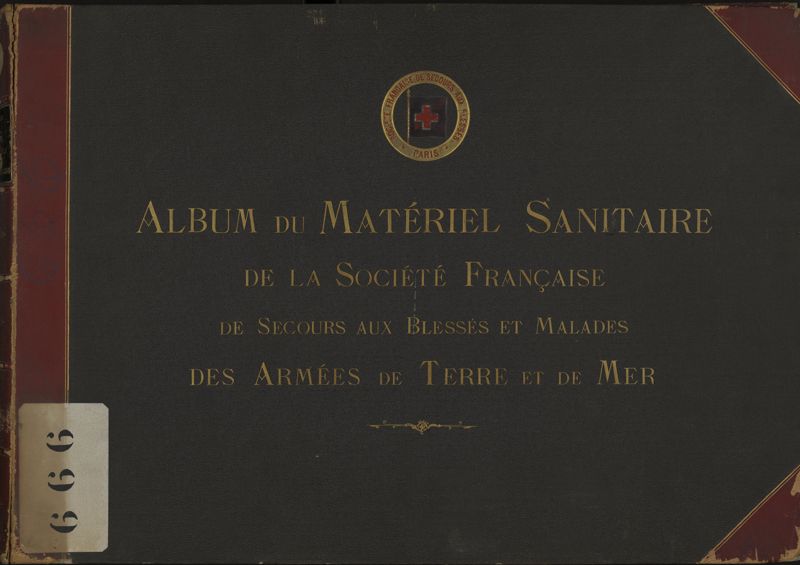 SOCIÉTÉ FRANÇAISE DE SECOURS AUX BLESSÉS
PARIS
ALBUM DU MATÉRIEL SANITAIRE
DE LA SOCIÉTÉ FRANÇAISE
DE SECOURS AUX BLESSÉS ET MALADES
DES ARMÉES DE TERRE ET DE MER
666